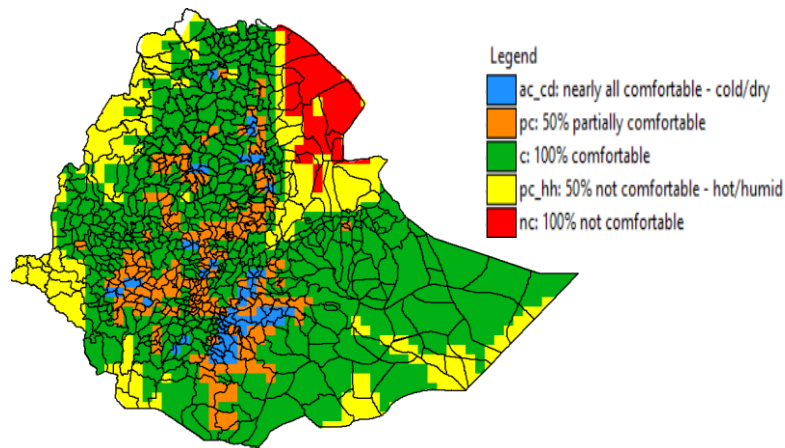 Legend
ac_cd: nearly all comfortable - cold/dry
pc: 50% partially comfortable
c: 100% comfortable
pc_hh: 50% not comfortable - hot/humid
nc: 100% not comfortable